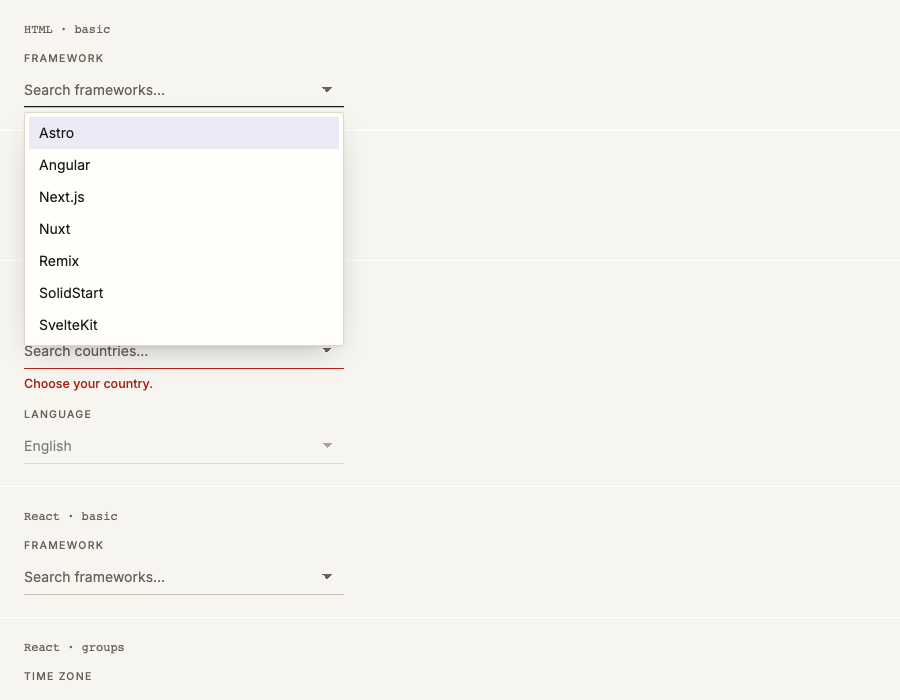 HTML · basic
FRAMEWORK
Search frameworks…
Astro
Angular
Next.js
Nuxt
Remix
SolidStart
SvelteKit
Search countries…
Choose your country.
LANGUAGE
English
React · basic
FRAMEWORK
Search frameworks…
React · groups
TIME ZONE